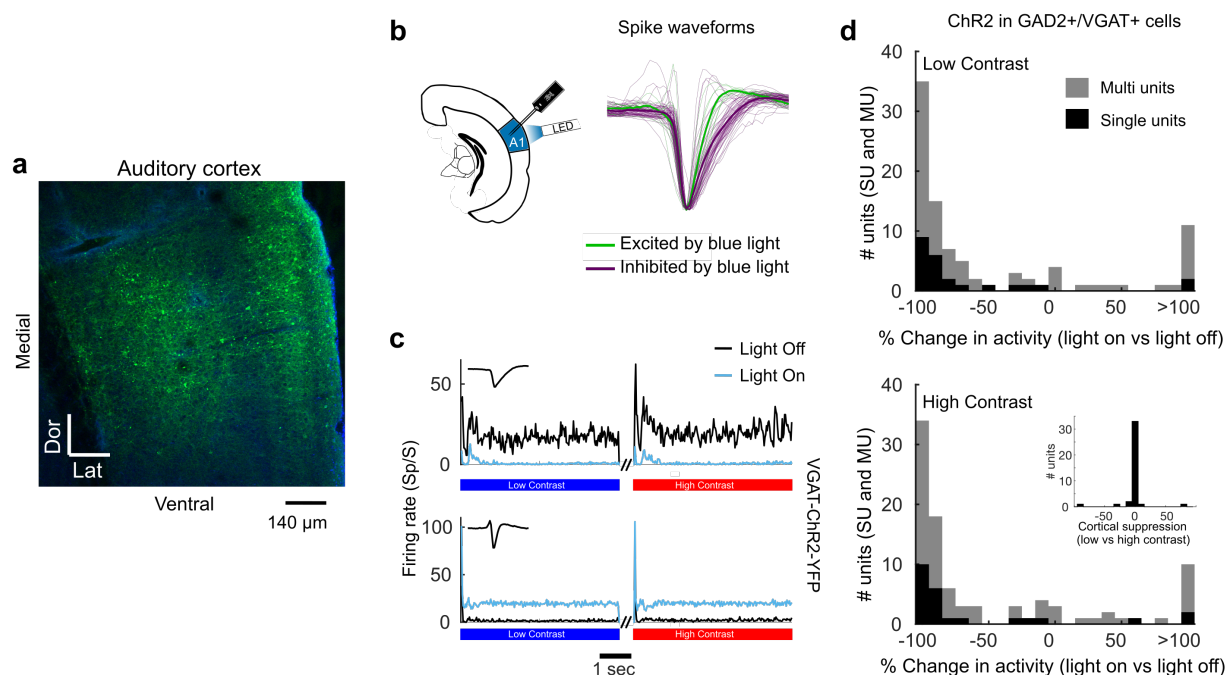 a
Auditory cortex
Medial
Dor
Lat
Ventral
140 µm
b
Spike waveforms
A1
LED
Excited by blue light
Inhibited by blue light
c
Light Off
Light On
Firing rate (Sp/S)
50
0
Low Contrast
High Contrast
100
50
0
Low Contrast
High Contrast
1 sec
VGAT-ChR2-YFP
d
ChR2 in GAD2+/VGAT+ cells
Low Contrast
Multi units
Single units
# units (SU and MU)
40
30
20
10
0
-100 -50 0 50 >100
% Change in activity (light on vs light off)
High Contrast
# units (SU and MU)
40
30
20
10
0
-100 -50 0 50 >100
% Change in activity (light on vs light off)
# units
30
20
10
0
-50 0 50
Cortical suppression
(low vs high contrast)